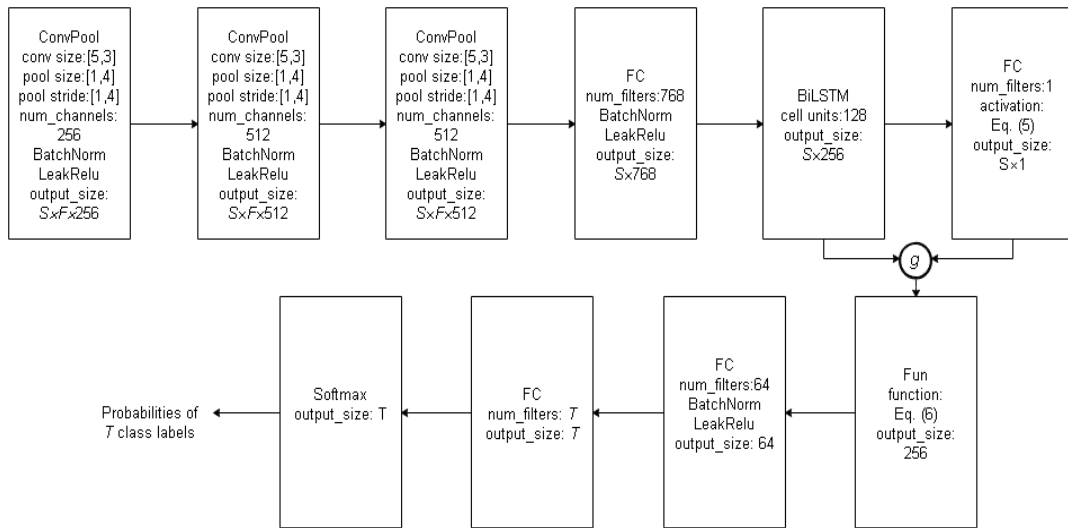 ConvPool
conv size:[5,3]
pool size:[1,4]
pool stride:[1,4]
num_channels:
256
BatchNorm
LeakRelu
output_size:
S×F×256
ConvPool
conv size:[5,3]
pool size:[1,4]
pool stride:[1,4]
num_channels:
512
BatchNorm
LeakRelu
output_size:
S×F×512
ConvPool
conv size:[5,3]
pool size:[1,4]
pool stride:[1,4]
num_channels:
512
BatchNorm
LeakRelu
output_size:
S×F×512
FC
num_filters:768
BatchNorm
LeakRelu
output_size:
S×768
BiLSTM
cell units:128
output_size:
S×256
FC
num_filters:1
activation:
Eq. (5)
output_size:
S×1
g
Fun
function:
Eq. (6)
output_size:
256
FC
num_filters:64
BatchNorm
LeakRelu
output_size: 64
FC
num_filters: T
output_size: T
Softmax
output_size: T
Probabilities of
T class labels